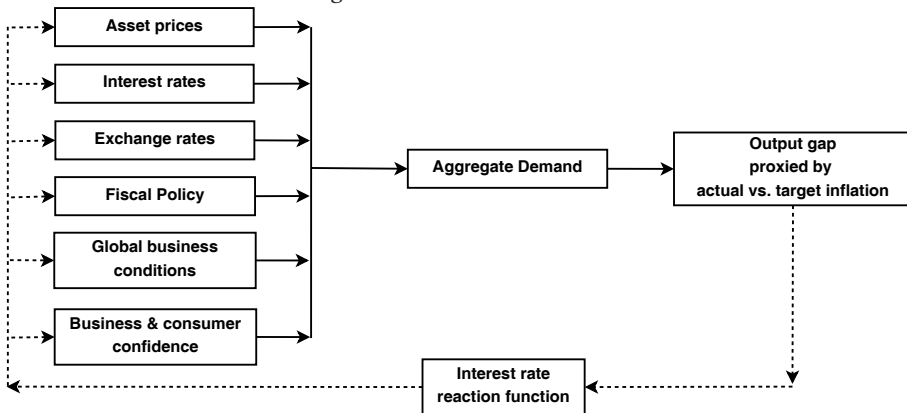 Asset prices
Interest rates
Exchange rates
Fiscal Policy
Global business
conditions
Business & consumer
confidence
Aggregate Demand
Output gap
proxied by
actual vs. target inflation
Interest rate
reaction function